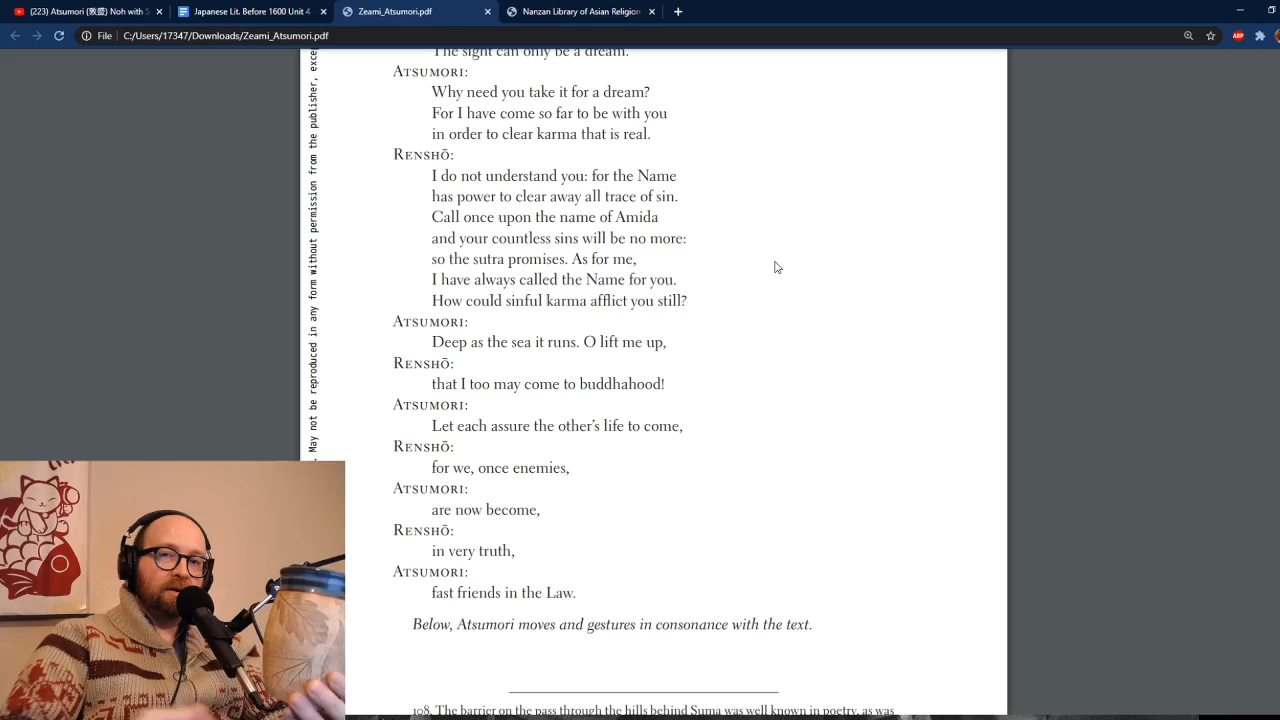 (223) Atsumori (敦盛) Noh with S
Japanese Lit. Before 1600 Unit 4
Zeami_Atsumori.pdf
Nanzan Library of Asian Religion
File
C:/Users/17347/Downloads/Zeami_Atsumori.pdf
ABP
May not be reproduced in any form without permission from the publisher, excep
The sight can only be a dream.
ATSUMORI:
Why need you take it for a dream?
For I have come so far to be with you
in order to clear karma that is real.
RENSHŌ:
I do not understand you: for the Name
has power to clear away all trace of sin.
Call once upon the name of Amida
and your countless sins will be no more:
so the sutra promises. As for me,
I have always called the Name for you.
How could sinful karma afflict you still?
ATSUMORI:
Deep as the sea it runs. O lift me up,
RENSHŌ:
that I too may come to buddhahood!
ATSUMORI:
Let each assure the other's life to come,
RENSHŌ:
for we, once enemies,
ATSUMORI:
are now become,
RENSHŌ:
in very truth,
ATSUMORI:
fast friends in the Law.
Below, Atsumori moves and gestures in consonance with the text.
108. The barrier on the pass through the hills behind Suma was well known in poetry, as was